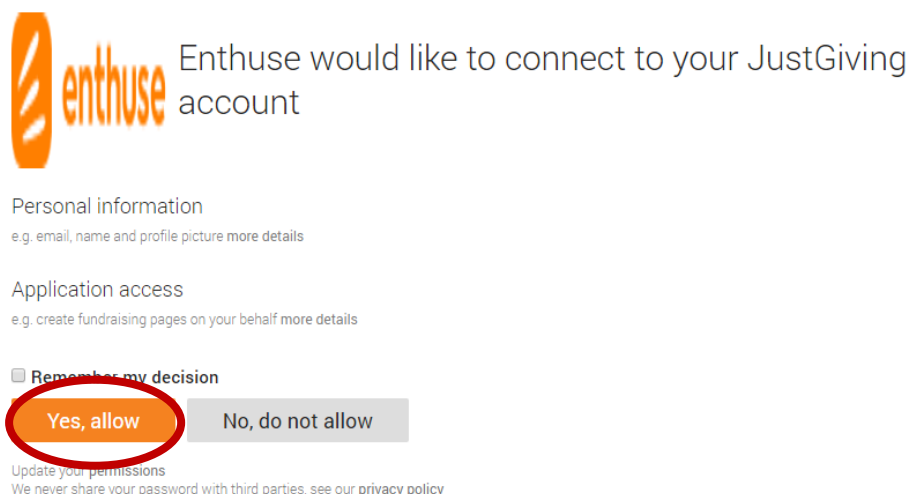 enthuse
Enthuse would like to connect to your JustGiving
account
Personal information
e.g. email, name and profile picture more details
Application access
e.g. create fundraising pages on your behalf more details
Remember my decision
Yes, allow
No, do not allow
Update your permissions
We never share your password with third parties, see our privacy policy